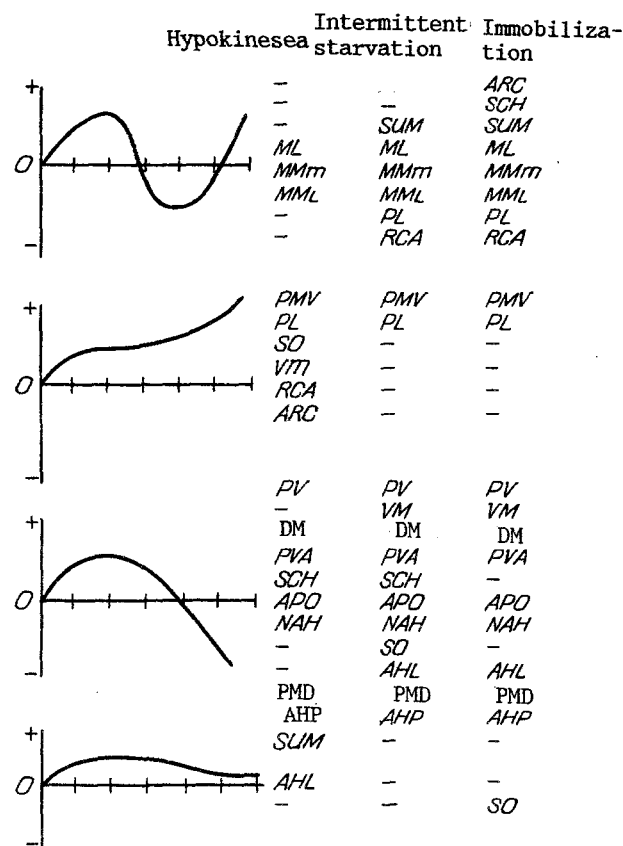 Hypokinesea Intermittent starvation Immobiliza-tion
+ - ARC
- - SCH
- SUM SUM
ML ML ML
O MMm MMm MMm
MML MML MML
- PL PL
- - RCA RCA
+ PMV PMV PMV
PL PL PL
SO - -
O Vm - -
RCA - -
ARC - -
-
PV PV PV
+ - VM VM
DM DM DM
PVA PVA PVA
SCH SCH -
O APO APO APO
NAH NAH NAH
- SO -
- AHL AHL
- PMD PMD PMD
AHP AHP AHP
+ SUM - -
O AHL - -
- - SO
-